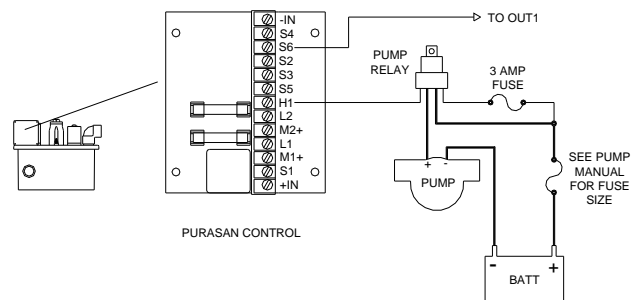 -IN
S4
S6
S2
S3
S5
H1
L2
M2+
L1
M1+
S1
+IN
TO OUT1
PUMP
RELAY
3 AMP
FUSE
+ -
PUMP
SEE PUMP
MANUAL
FOR FUSE
SIZE
- +
BATT
PURASAN CONTROL